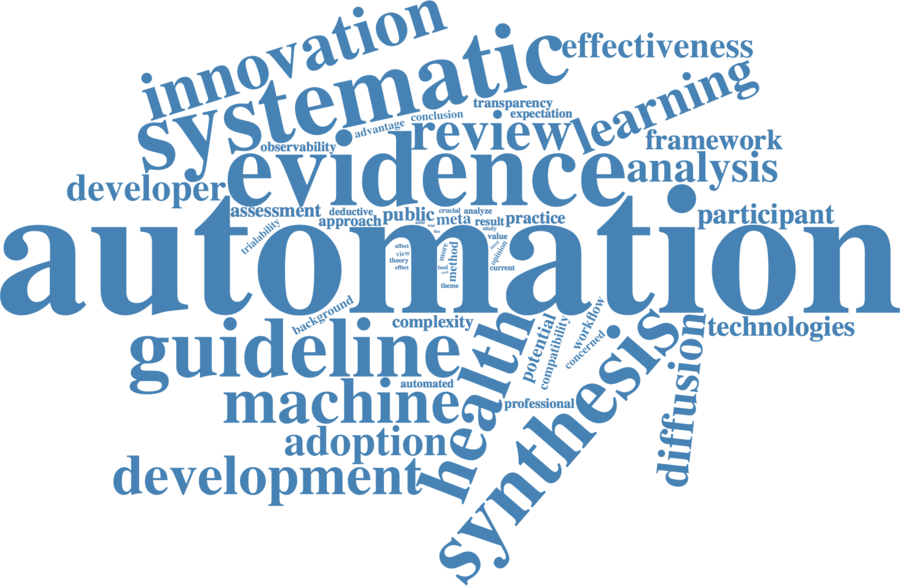 innovation
systematic
effectiveness
learning
transparency
expectation
conclusion
advantage
review
observability
framework
evidence
analysis
developer
assessment
deductive
approach
public
crucial
analyze
meta
result
practice
participant
trialability
automation
study
value
opinion
affect
view
theory
effect
more
method
tool
theme
current
background
complexity
technologies
guideline
health
potential
compatibility
workflow
concerned
synthesis
diffusion
automated
machine
professional
adoption
development